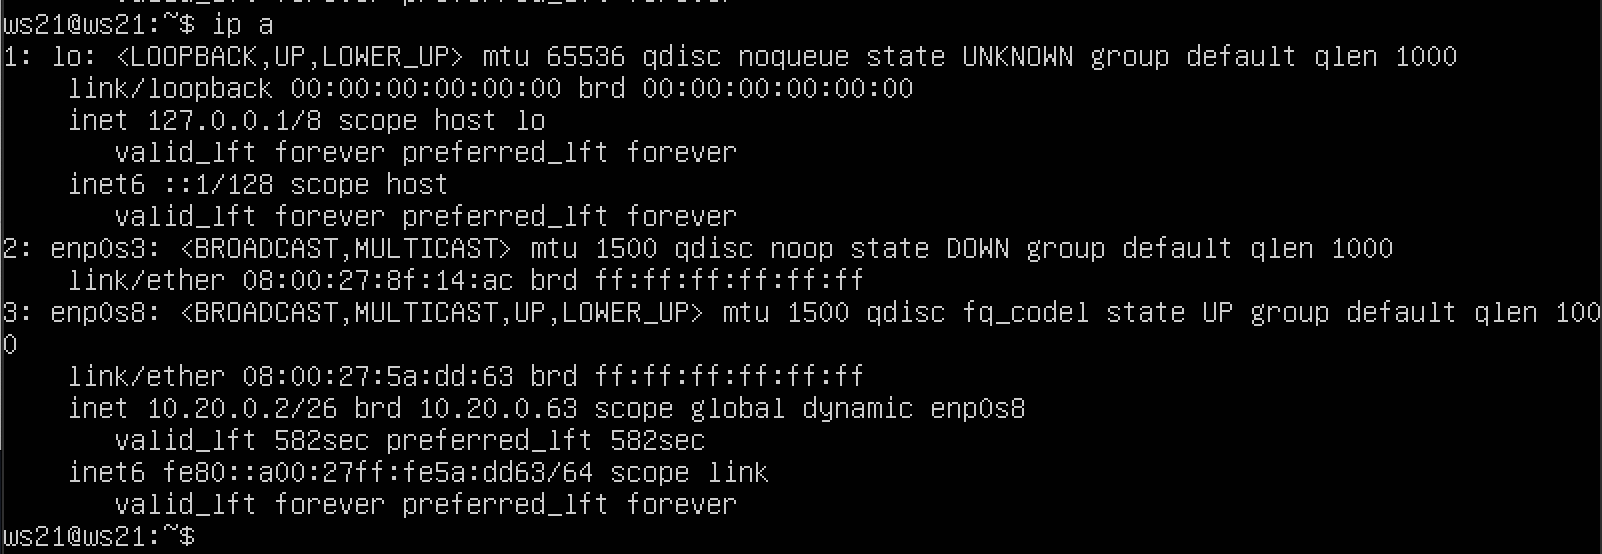 ws21@ws21:~$ ip a
1: lo: <LOOPBACK,UP,LOWER_UP> mtu 65536 qdisc noqueue state UNKNOWN group default qlen 1000
    link/loopback 00:00:00:00:00:00 brd 00:00:00:00:00:00
    inet 127.0.0.1/8 scope host lo
       valid_lft forever preferred_lft forever
    inet6 ::1/128 scope host
       valid_lft forever preferred_lft forever
2: enp0s3: <BROADCAST,MULTICAST> mtu 1500 qdisc noop state DOWN group default qlen 1000
    link/ether 08:00:27:8f:14:ac brd ff:ff:ff:ff:ff:ff
3: enp0s8: <BROADCAST,MULTICAST,UP,LOWER_UP> mtu 1500 qdisc fq_codel state UP group default qlen 100
0
    link/ether 08:00:27:5a:dd:63 brd ff:ff:ff:ff:ff:ff
    inet 10.20.0.2/26 brd 10.20.0.63 scope global dynamic enp0s8
       valid_lft 582sec preferred_lft 582sec
    inet6 fe80::a00:27ff:fe5a:dd63/64 scope link
       valid_lft forever preferred_lft forever
ws21@ws21:~$